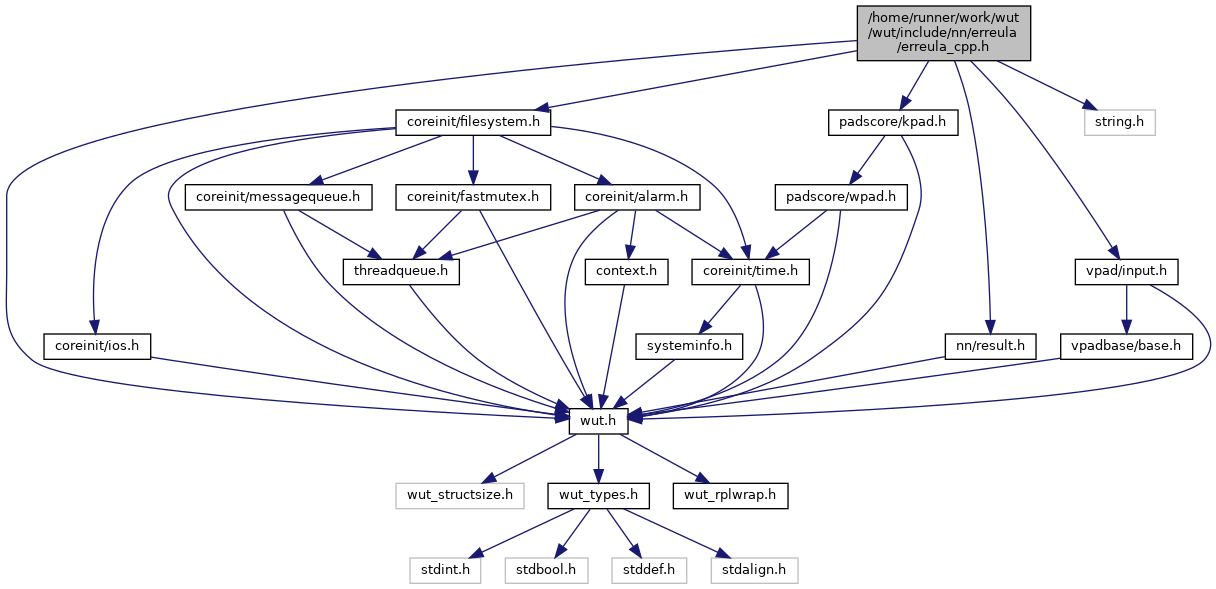 /home/runner/work/wut
/wut/include/nn/erreula
/erreula_cpp.h
coreinit/filesystem.h
padscore/kpad.h
string.h
coreinit/messagequeue.h
coreinit/fastmutex.h
coreinit/alarm.h
padscore/wpad.h
threadqueue.h
context.h
coreinit/time.h
vpad/input.h
coreinit/ios.h
systeminfo.h
nn/result.h
vpadbase/base.h
wut.h
wut_structsize.h
wut_types.h
wut_rplwrap.h
stdint.h
stdbool.h
stddef.h
stdalign.h